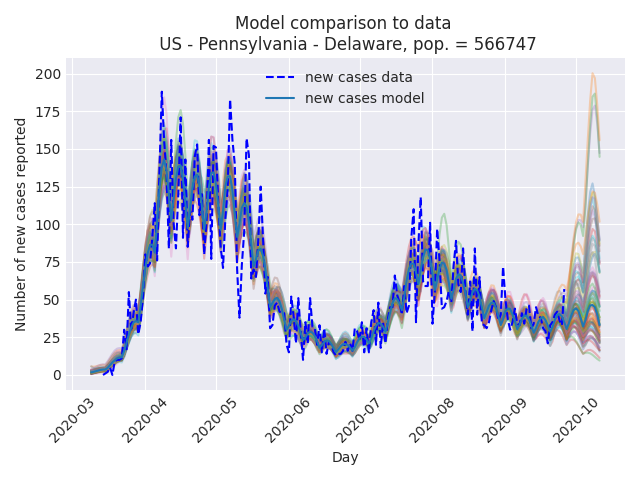 Model comparison to data
US - Pennsylvania - Delaware, pop. = 566747
new cases data
new cases model
Number of new cases reported
200
175
150
125
100
75
50
25
0
2020-03
2020-04
2020-05
2020-06
2020-07
2020-08
2020-09
2020-10
Day